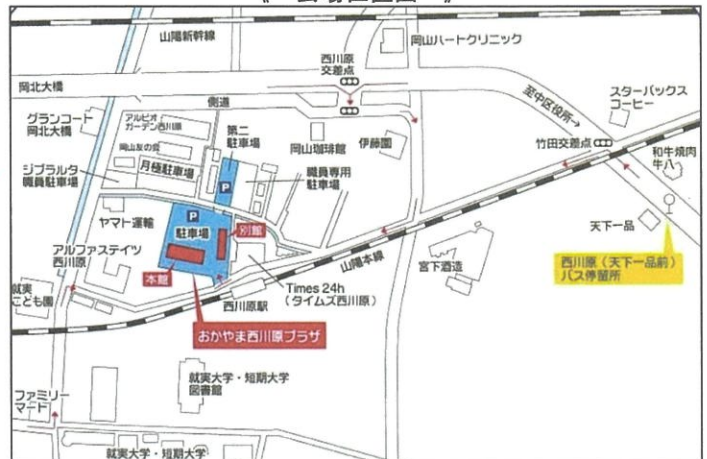 山陽新幹線
岡山ハートクリニック
西川原
交差点
岡北大橋
側道
至中区役所→
スターバックス
コーヒー
グランコート
岡北大橋
アルビオ
ガーデン西川原
第二
駐車場
岡山珈琲館
伊藤園
竹田交差点
和牛焼肉
牛八
岡山友の会
月極駐車場
職員専用
駐車場
ジブラルタ
職員駐車場
P
P
ヤマト運輸
駐車場
別館
天下一品
アルファステイツ
西川原
本館
山陽本線
宮下酒造
西川原（天下一品前）
バス停留所
Times 24h
（タイムズ西川原）
就実
こども園
西川原駅
おかやま西川原プラザ
就実大学・短期大学
図書館
ファミリー
マート
就実大学・短期大学